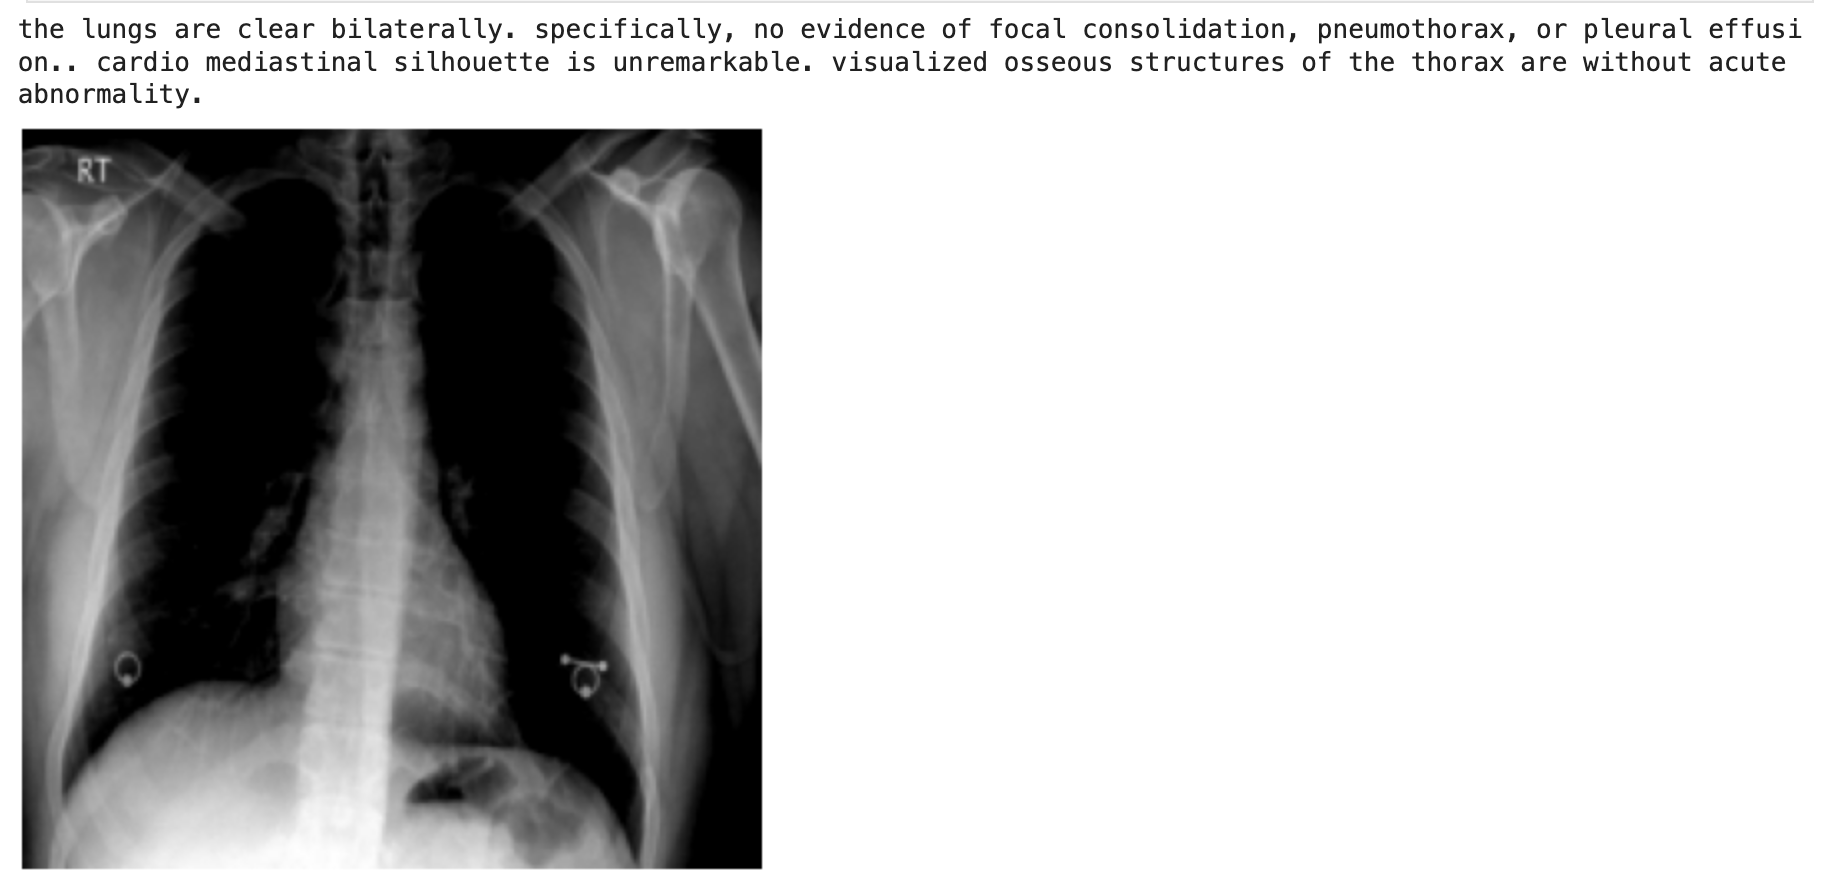 the lungs are clear bilaterally. specifically, no evidence of focal consolidation, pneumothorax, or pleural effusi
on.. cardio mediastinal silhouette is unremarkable. visualized osseous structures of the thorax are without acute
abnormality.
RT